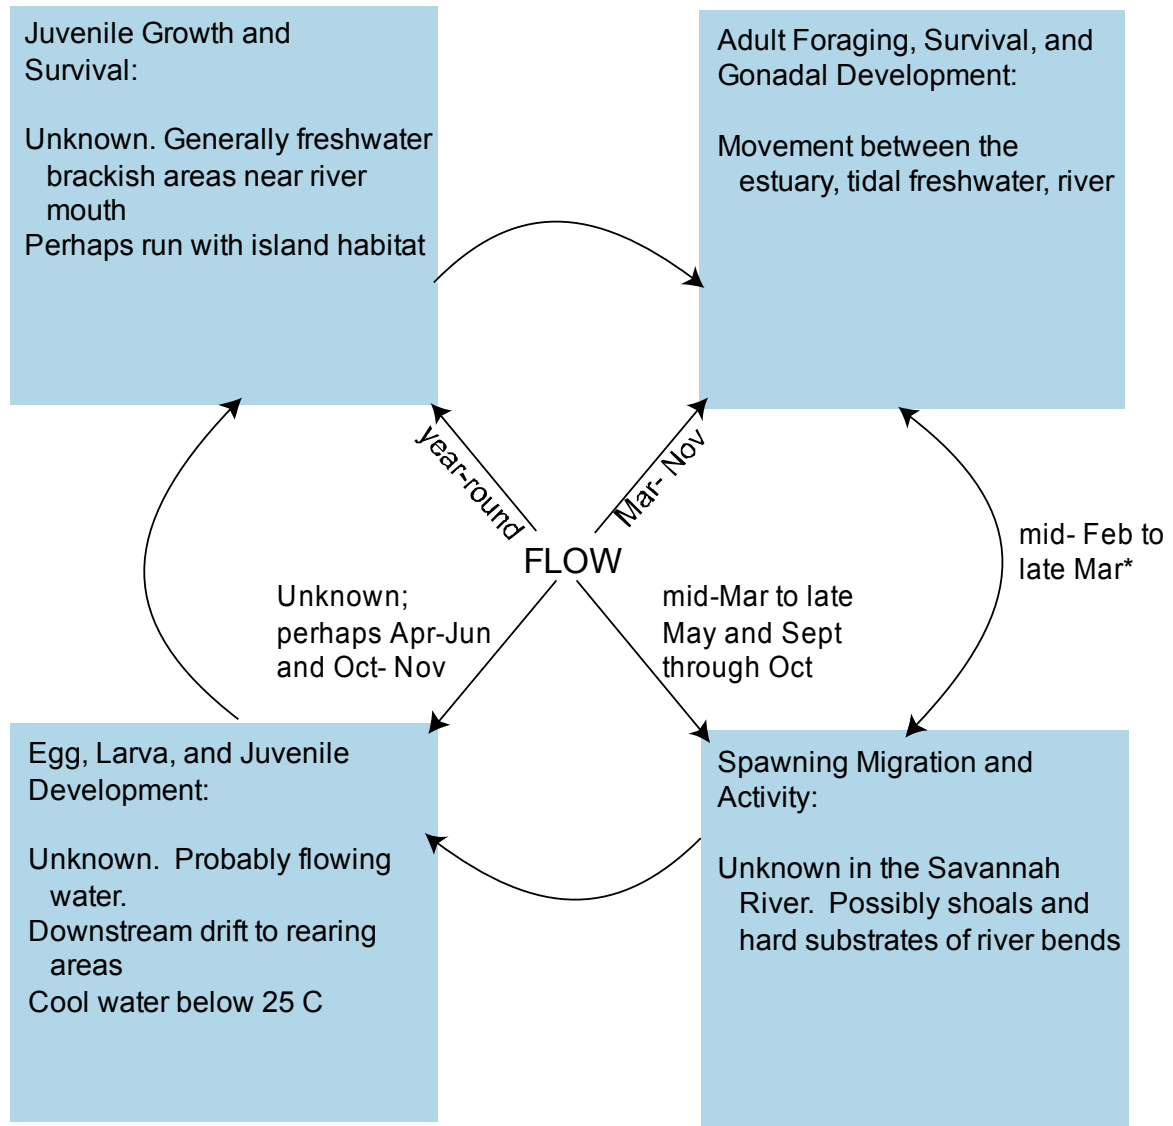 Juvenile Growth and
Survival:
Unknown. Generally freshwater
brackish areas near river
mouth
Perhaps run with island habitat
Adult Foraging, Survival, and
Gonadal Development:
Movement between the
estuary, tidal freshwater, river
year-round
Mar- Nov
FLOW
mid- Feb to
late Mar*
Unknown;
perhaps Apr-Jun
and Oct- Nov
mid-Mar to late
May and Sept
through Oct
Egg, Larva, and Juvenile
Development:
Unknown.  Probably flowing
water.
Downstream drift to rearing
areas
Cool water below 25 C
Spawning Migration and
Activity:
Unknown in the Savannah
River.  Possibly shoals and
hard substrates of river bends